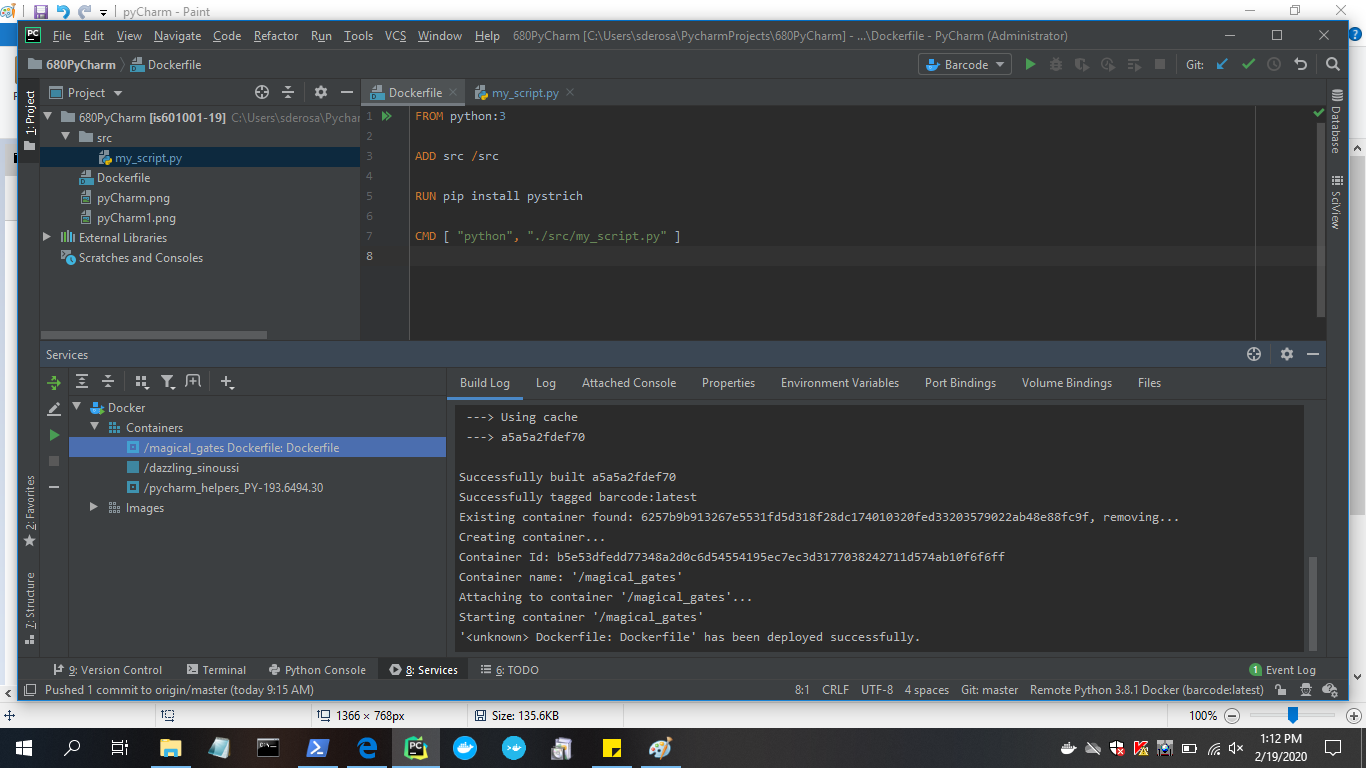 pyCharm - Paint
File Edit View Navigate Code Refactor Run Tools VCS Window Help 680PyCharm [C:\Users\sderosa\PycharmProjects\680PyCharm] - ...\Dockerfile - PyCharm (Administrator)
680PyCharm Dockerfile
Barcode Git:
1: Project
Project
680PyCharm [is601001-19] C:\Users\sderosa\Pychar
src
my_script.py
Dockerfile
pyCharm.png
pyCharm1.png
External Libraries
Scratches and Consoles
Dockerfile my_script.py
1 FROM python:3
2
3 ADD src /src
4
5 RUN pip install pystrich
6
7 CMD [ "python", "./src/my_script.py" ]
8
Database
SciView
Services
Docker
Containers
/magical_gates Dockerfile: Dockerfile
/dazzling_sinoussi
/pycharm_helpers_PY-193.6494.30
Images
2: Favorites
7: Structure
Build Log Log Attached Console Properties Environment Variables Port Bindings Volume Bindings Files
---> Using cache
---> a5a5a2fdef70
Successfully built a5a5a2fdef70
Successfully tagged barcode:latest
Existing container found: 6257b9b913267e5531fd5d318f28dc174010320fed33203579022ab48e88fc9f, removing...
Creating container...
Container Id: b5e53dfedd77348a2d0c6d54554195ec7ec3d3177038242711d574ab10f6f6ff
Container name: '/magical_gates'
Attaching to container '/magical_gates'...
Starting container '/magical_gates'
'<unknown> Dockerfile: Dockerfile' has been deployed successfully.
9: Version Control Terminal Python Console 8: Services 6: TODO 1 Event Log
Pushed 1 commit to origin/master (today 9:15 AM) 8:1 CRLF UTF-8 4 spaces Git: master Remote Python 3.8.1 Docker (barcode:latest)
1366 × 768px Size: 135.6KB 100%
1:12 PM
2/19/2020